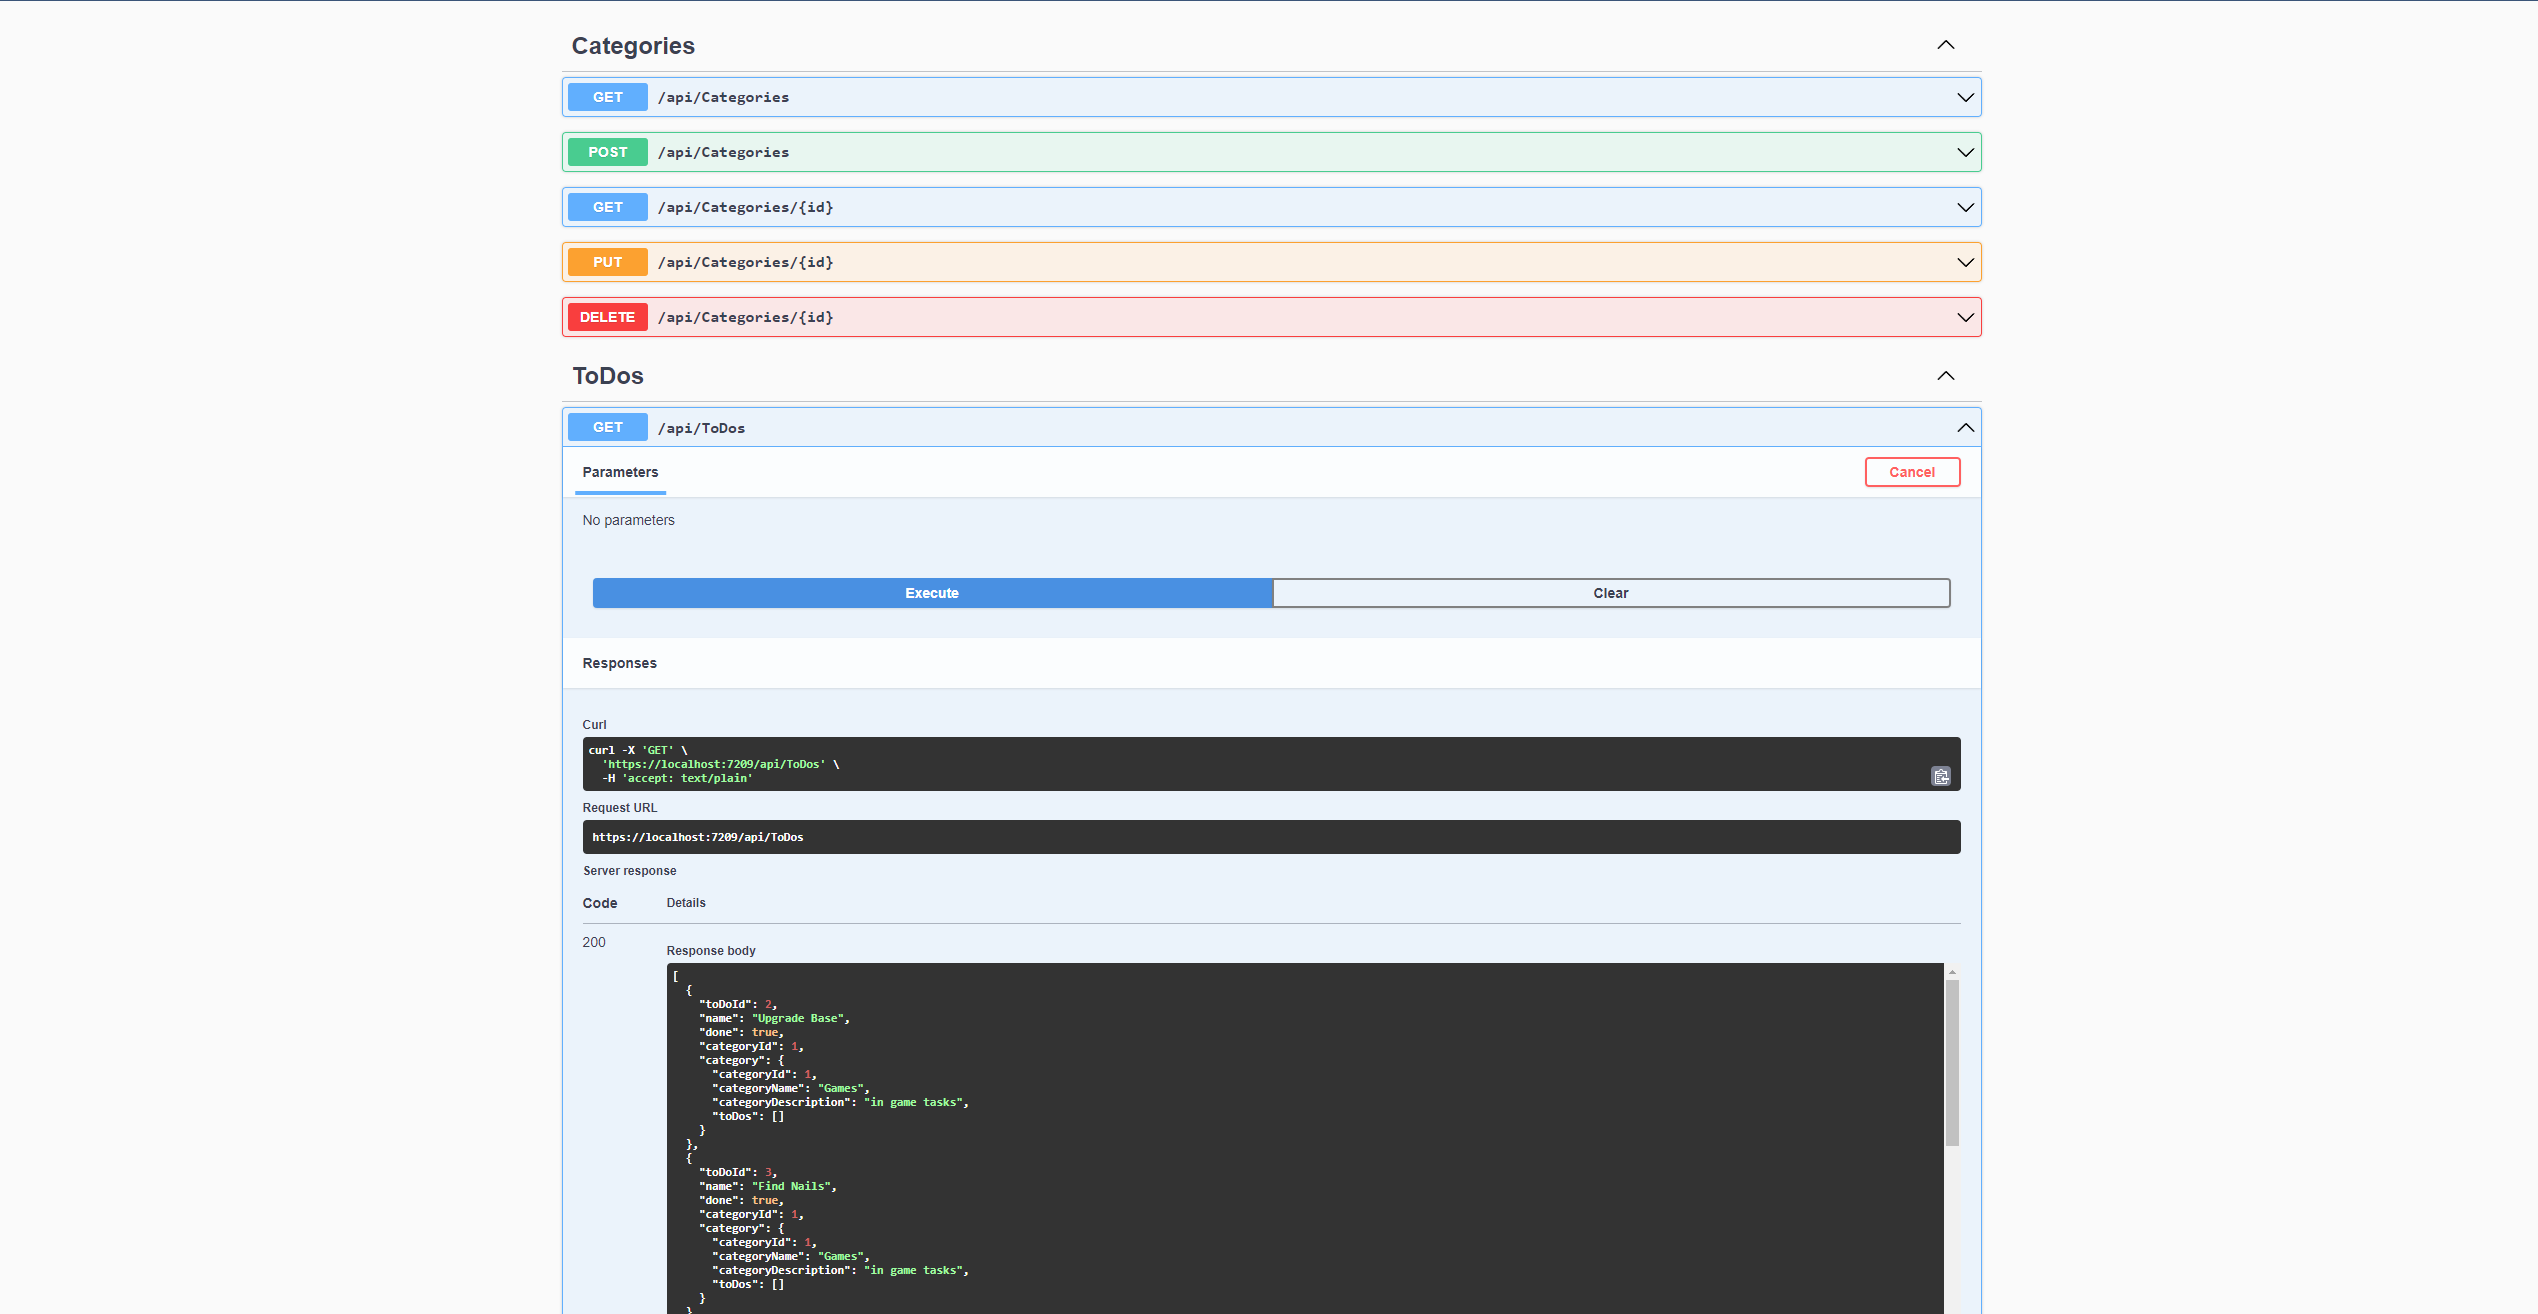 Categories
GET /api/Categories
POST /api/Categories
GET /api/Categories/{id}
PUT /api/Categories/{id}
DELETE /api/Categories/{id}
ToDos
GET /api/ToDos
Parameters Cancel
No parameters
Execute Clear
Responses
Curl
curl -X 'GET' \
  'https://localhost:7209/api/ToDos' \
  -H 'accept: text/plain'
Request URL
https://localhost:7209/api/ToDos
Server response
Code Details
200
Response body
[
  {
    "toDoId": 2,
    "name": "Upgrade Base",
    "done": true,
    "categoryId": 1,
    "category": {
      "categoryId": 1,
      "categoryName": "Games",
      "categoryDescription": "in game tasks",
      "toDos": []
    }
  },
  {
    "toDoId": 3,
    "name": "Find Nails",
    "done": true,
    "categoryId": 1,
    "category": {
      "categoryId": 1,
      "categoryName": "Games",
      "categoryDescription": "in game tasks",
      "toDos": []
    }
  }